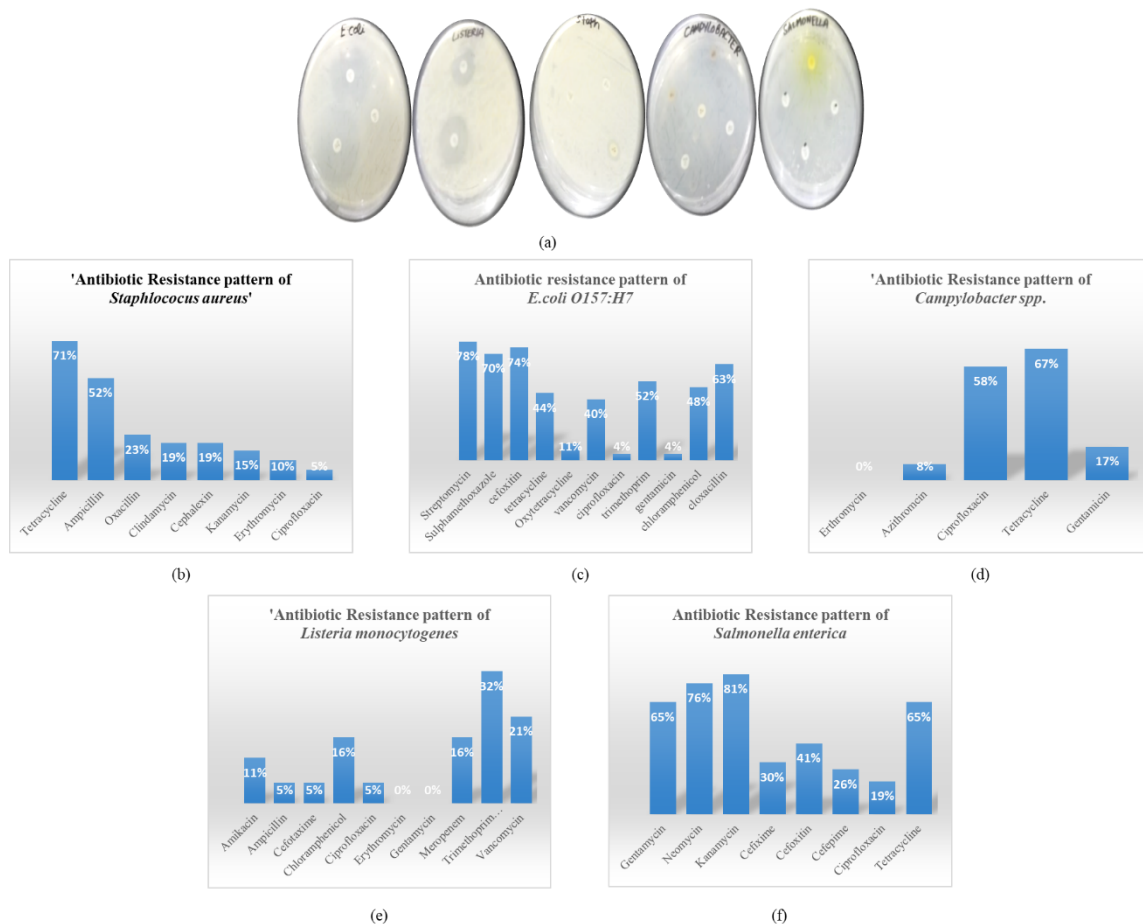 E.coli
LISTERIA
Staph
CAMPYLOBACTER
SALMONELLA
(a)
'Antibiotic Resistance pattern of
Staphlococus aureus'
71%
52%
23%
19%
19%
15%
10%
5%
Tetracycline
Ampicillin
Oxacillin
Clindamycin
Cephalexin
Kanamycin
Erythromycin
Ciprofloxacin
(b)
Antibiotic resistance pattern of
E.coli O157:H7
78%
70%
74%
44%
11%
40%
4%
52%
4%
48%
63%
Streptomycin
Sulphamethoxazole
cefoxitin
tetracycline
Oxytetracycline
vancomycin
ciprofloxacin
trimethoprim
gentamicin
chloramphenicol
cloxacillin
(c)
'Antibiotic Resistance pattern of
Campylobacter spp.
0%
8%
58%
67%
17%
Erthromycin
Azithromcin
Ciprofloxacin
Tetracycline
Gentamicin
(d)
'Antibiotic Resistance pattern of
Listeria monocytogenes
11%
5%
5%
16%
5%
0%
0%
16%
32%
21%
Amikacin
Ampicillin
Cefotaxime
Chloramphenicol
Ciprofloxacin
Erythromycin
Gentamycin
Meropenem
Trimethoprim...
Vancomycin
(e)
Antibiotic Resistance pattern of
Salmonella enterica
65%
76%
81%
30%
41%
26%
19%
65%
Gentamycin
Neomycin
Kanamycin
Cefixime
Cefoxitin
Cefepime
Ciprofloxacin
Tetracycline
(f)